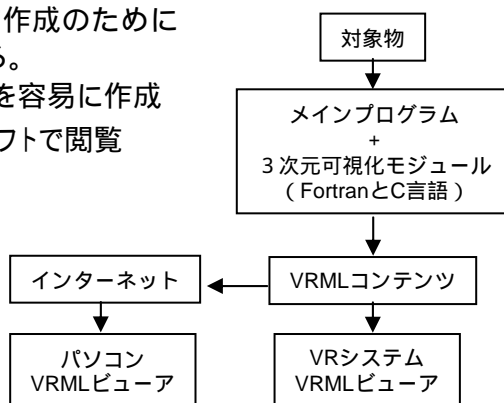 作成のために
る。
を容易に作成
フトで閲覧
対象物
メインプログラム
+
3次元可視化モジュール
(FortranとC言語)
インターネット
VRMLコンテンツ
パソコン
VRMLビューア
VRシステム
VRMLビューア